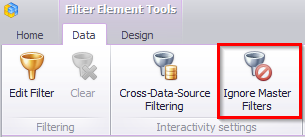 Filter Element Tools
Home Data Design
Edit Filter Clear Cross-Data-Source Filtering Ignore Master Filters
Filtering Interactivity settings